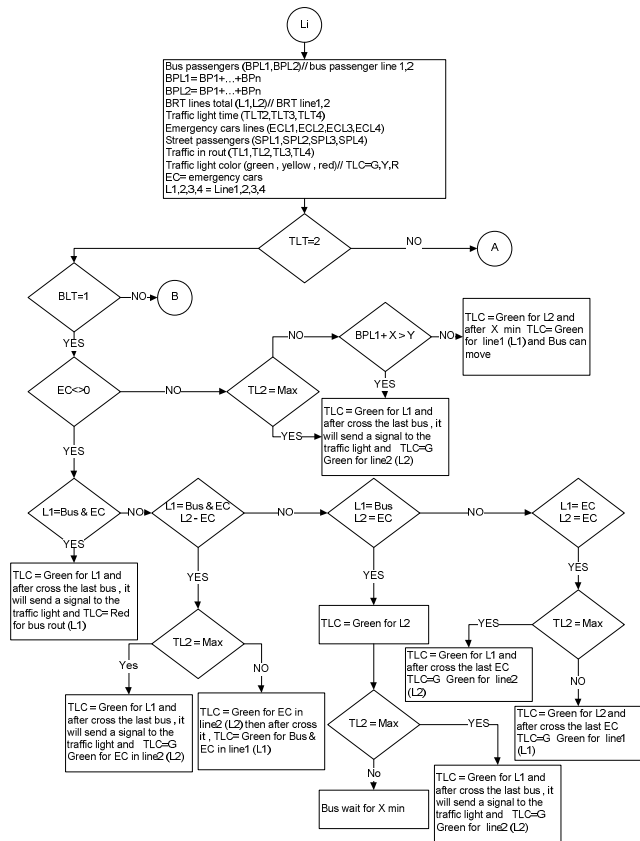 Li
Bus passengers (BPL1,BPL2)// bus passenger line 1,2
BPL1= BP1+...+BPn
BPL2= BP1+...+BPn
BRT lines total (L1,L2)// BRT line1,2
Traffic light time (TLT2,TLT3,TLT4)
Emergency cars lines (ECL1,ECL2,ECL3,ECL4)
Street passengers (SPL1,SPL2,SPL3,SPL4)
Traffic in rout (TL1,TL2,TL3,TL4)
Traffic light color (green , yellow , red)// TLC=G,Y,R
EC= emergency cars
L1,2,3,4 = Line1,2,3,4
TLT=2
NO
A
BLT=1
NO
B
YES
EC<>0
NO
TL2 = Max
NO
BPL1+ X > Y
NO
TLC = Green for L2 and
after X min TLC= Green
for line1 (L1) and Bus can
move
YES
YES
TLC = Green for L1 and
after cross the last bus , it
will send a signal to the
traffic light and TLC=G
Green for line2 (L2)
YES
L1=Bus & EC
NO
L1= Bus & EC
L2 - EC
NO
L1= Bus
L2 = EC
NO
L1= EC
L2 = EC
YES
TLC = Green for L1 and
after cross the last bus , it
will send a signal to the
traffic light and TLC= Red
for bus rout (L1)
YES
TL2 = Max
Yes
NO
TLC = Green for L1 and
after cross the last bus , it
will send a signal to the
traffic light and TLC=G
Green for EC in line2 (L2)
TLC = Green for EC in
line2 (L2) then after cross
it , TLC= Green for Bus &
EC in line1 (L1)
YES
TLC = Green for L2
TL2 = Max
YES
No
Bus wait for X min
TLC = Green for L1 and
after cross the last bus , it
will send a signal to the
traffic light and TLC=G
Green for line2 (L2)
YES
TL2 = Max
YES
TLC = Green for L1 and
after cross the last EC
TLC=G Green for line2
(L2)
NO
TLC = Green for L2 and
after cross the last EC
TLC=G Green for line1
(L1)